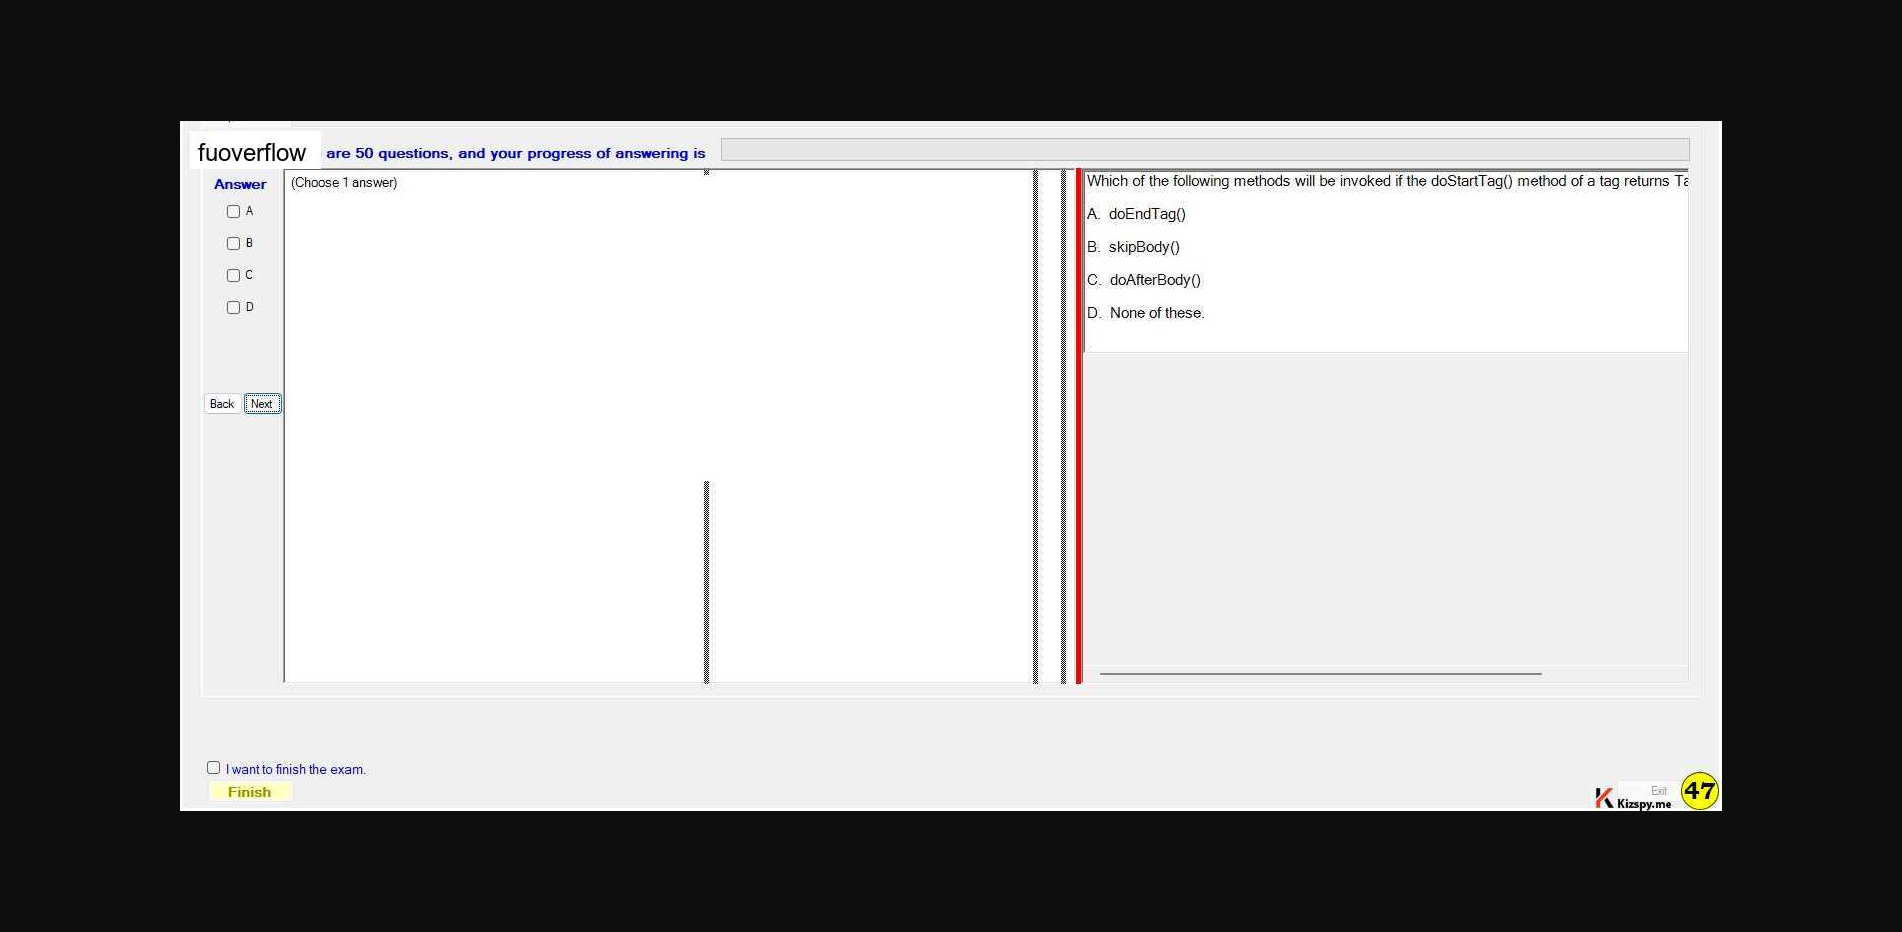 fuoverflow are 50 questions, and your progress of answering is
Answer
(Choose 1 answer)
A
B
C
D
Back Next
Which of the following methods will be invoked if the doStartTag() method of a tag returns
A. doEndTag()
B. skipBody()
C. doAfterBody()
D. None of these.
I want to finish the exam.
Finish
Exit
Kizspy.me
47